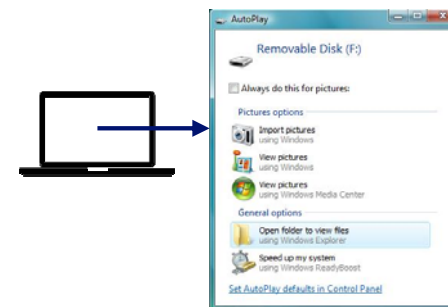 AutoPlay
Removable Disk (F:)
Always do this for pictures:
Pictures options
Import pictures
using Windows
View pictures
using Windows
View pictures
using Windows Media Center
General options
Open folder to view files
using Windows Explorer
Speed up my system
using Windows ReadyBoost
Set AutoPlay defaults in Control Panel